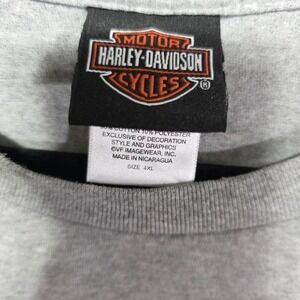 MOTOR
HARLEY-DAVIDSON
CYCLES
®
COTTON 10% POLYESTER
EXCLUSIVE OF DECORATION
STYLE AND GRAPHICS
©VF IMAGEWEAR, INC.
MADE IN NICARAGUA
SIZE 4XL